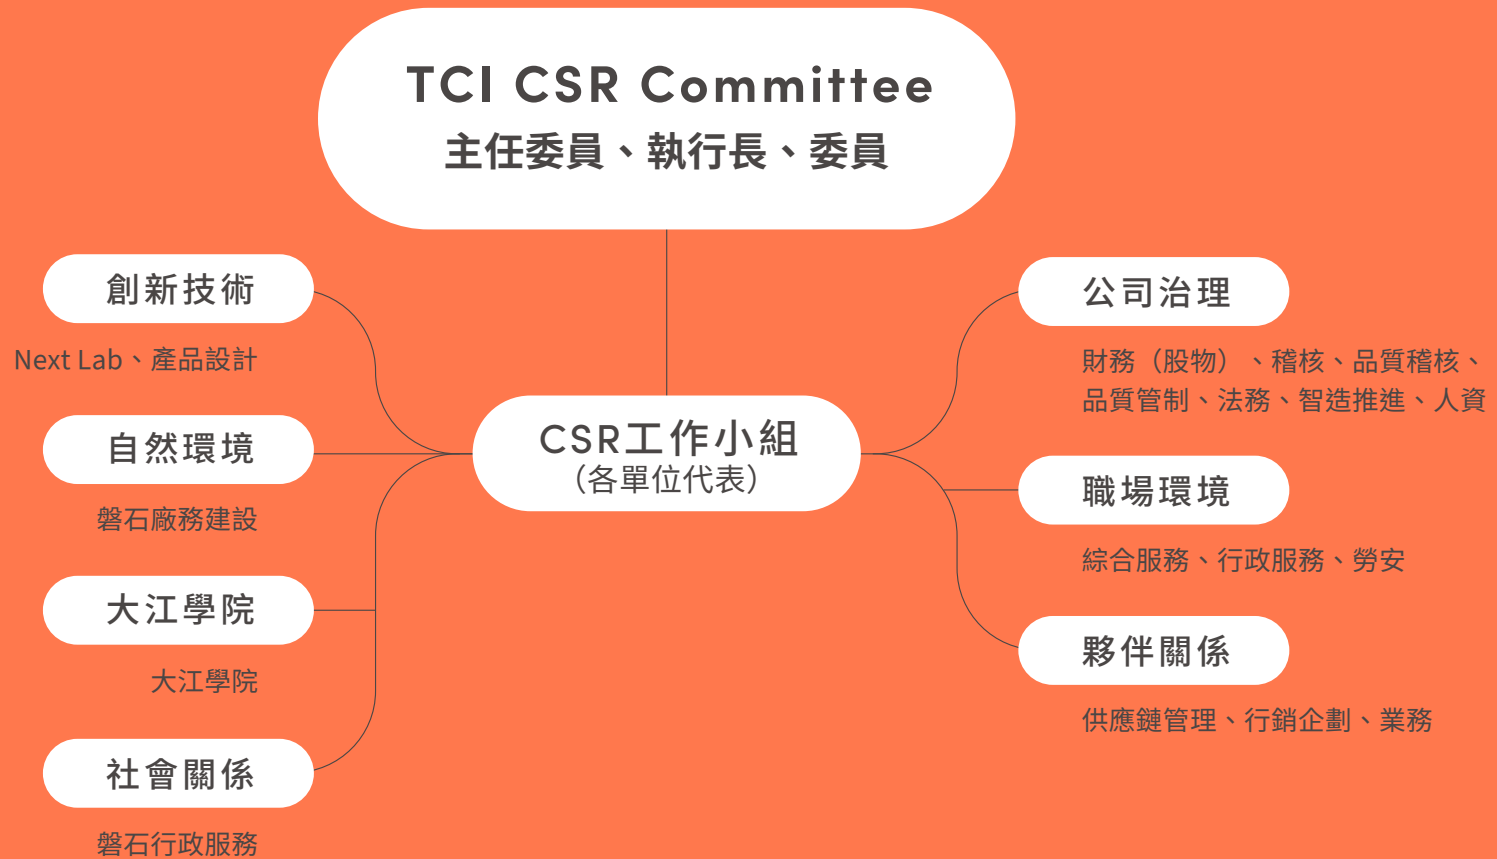 TCI CSR Committee
主任委員、執行長、委員
創新技術
Next Lab、產品設計
自然環境
磐石廠務建設
大江學院
大江學院
社會關係
磐石行政服務
CSR工作小組
（各單位代表）
公司治理
財務（股物）、稽核、品質稽核、
品質管制、法務、智造推進、人資
職場環境
綜合服務、行政服務、勞安
夥伴關係
供應鏈管理、行銷企劃、業務